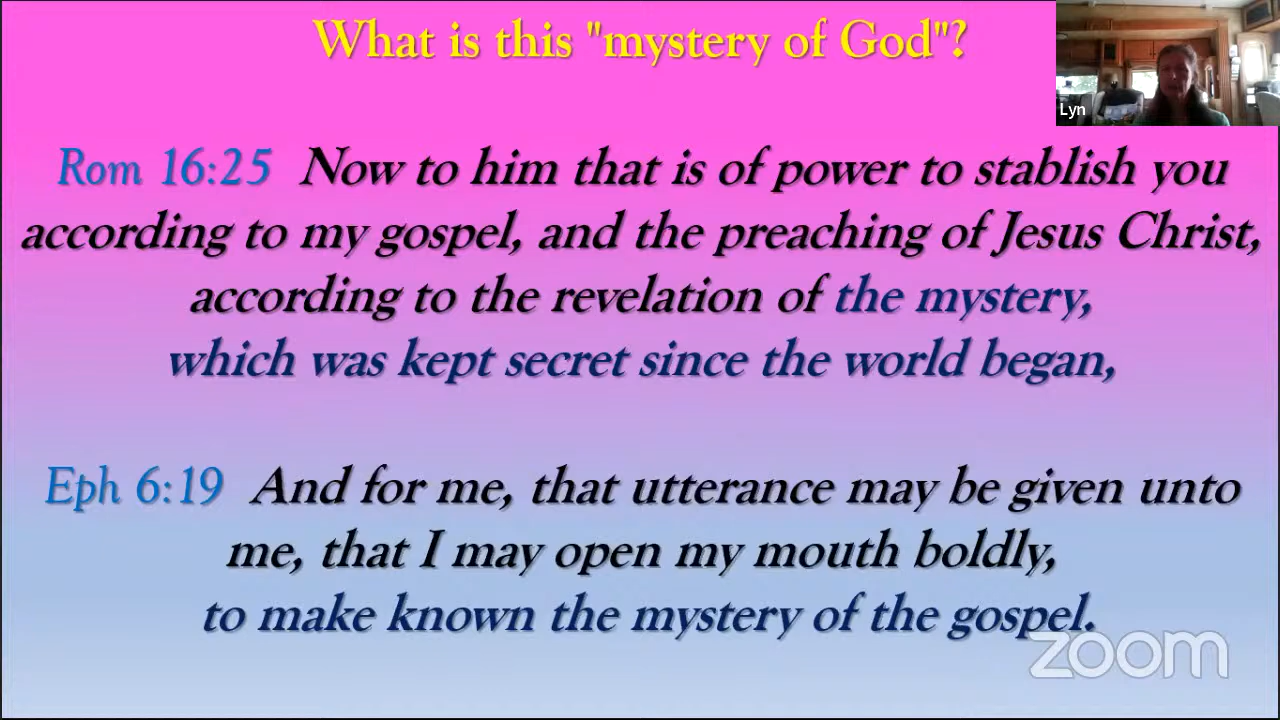 What is this "mystery of God"?
Lyn
Rom 16:25 Now to him that is of power to stablish you
according to my gospel, and the preaching of Jesus Christ,
according to the revelation of the mystery,
which was kept secret since the world began,
Eph 6:19 And for me, that utterance may be given unto
me, that I may open my mouth boldly,
to make known the mystery of the gospel.
zoom